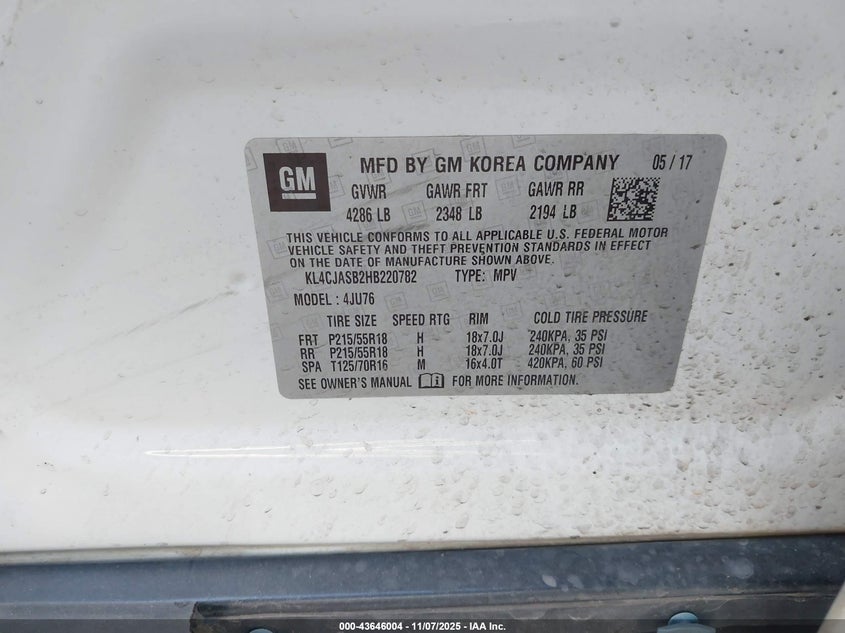 GM MFD BY GM KOREA COMPANY 05 / 17
GVWR GAWR FRT GAWR RR
4286 LB 2348 LB 2194 LB
THIS VEHICLE CONFORMS TO ALL APPLICABLE U.S. FEDERAL MOTOR
VEHICLE SAFETY AND THEFT PREVENTION STANDARDS IN EFFECT
ON THE DATE OF MANUFACTURE SHOWN ABOVE.
KL4CJASB2HB220782 TYPE: MPV
MODEL : 4JU76
TIRE SIZE SPEED RTG RIM COLD TIRE PRESSURE
FRT P215/55R18 H 18x7.0J 240KPA, 35 PSI
RR P215/55R18 H 18x7.0J 240KPA, 35 PSI
SPA T125/70R16 M 16x4.0T 420KPA, 60 PSI
SEE OWNER'S MANUAL FOR MORE INFORMATION.
000-43646004 - 11/07/2025 - IAA Inc.